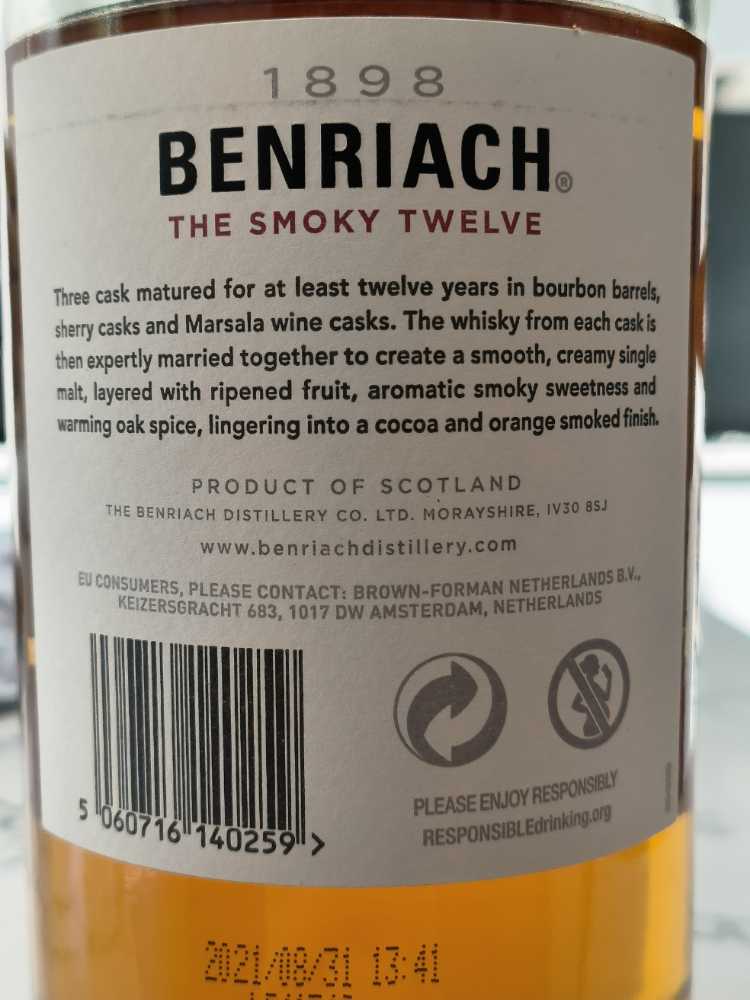 1898
BENRIACH®
THE SMOKY TWELVE
Three cask matured for at least twelve years in bourbon barrels,
sherry casks and Marsala wine casks. The whisky from each cask is
then expertly married together to create a smooth, creamy single
malt, layered with ripened fruit, aromatic smoky sweetness and
warming oak spice, lingering into a cocoa and orange smoked finish.
PRODUCT OF SCOTLAND
THE BENRIACH DISTILLERY CO. LTD. MORAYSHIRE, IV30 8SJ
www.benriachdistillery.com
EU CONSUMERS, PLEASE CONTACT: BROWN-FORMAN NETHERLANDS B.V.,
KEIZERSGRACHT 683, 1017 DW AMSTERDAM, NETHERLANDS
5 060716 140259 >
PLEASE ENJOY RESPONSIBLY
RESPONSIBLEdrinking.org
2021/08/31 13:41